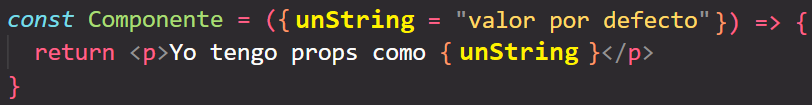 const Componente = ({ unString = "valor por defecto"}) => {
return <p>Yo tengo props como { unString }</p>
}